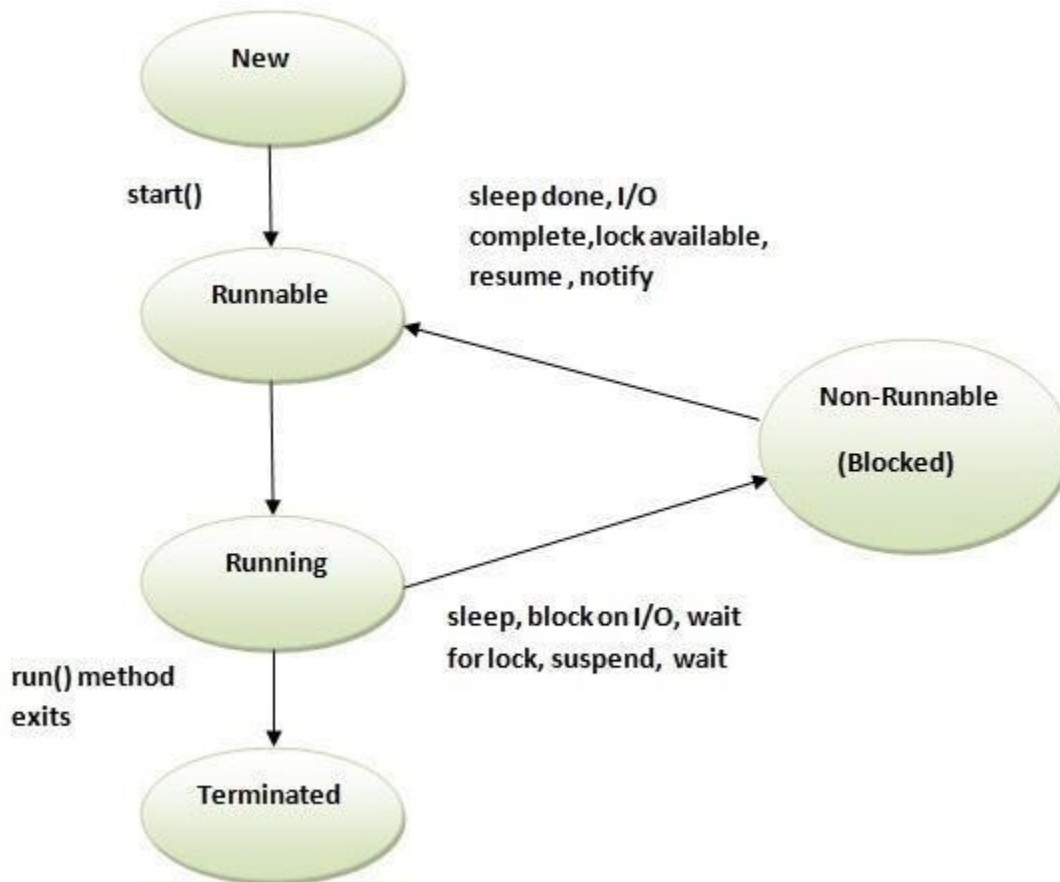 New
start()
sleep done, I/O
complete,lock available,
resume , notify
Runnable
Non-Runnable
(Blocked)
Running
sleep, block on I/O, wait
for lock, suspend, wait
run() method
exits
Terminated